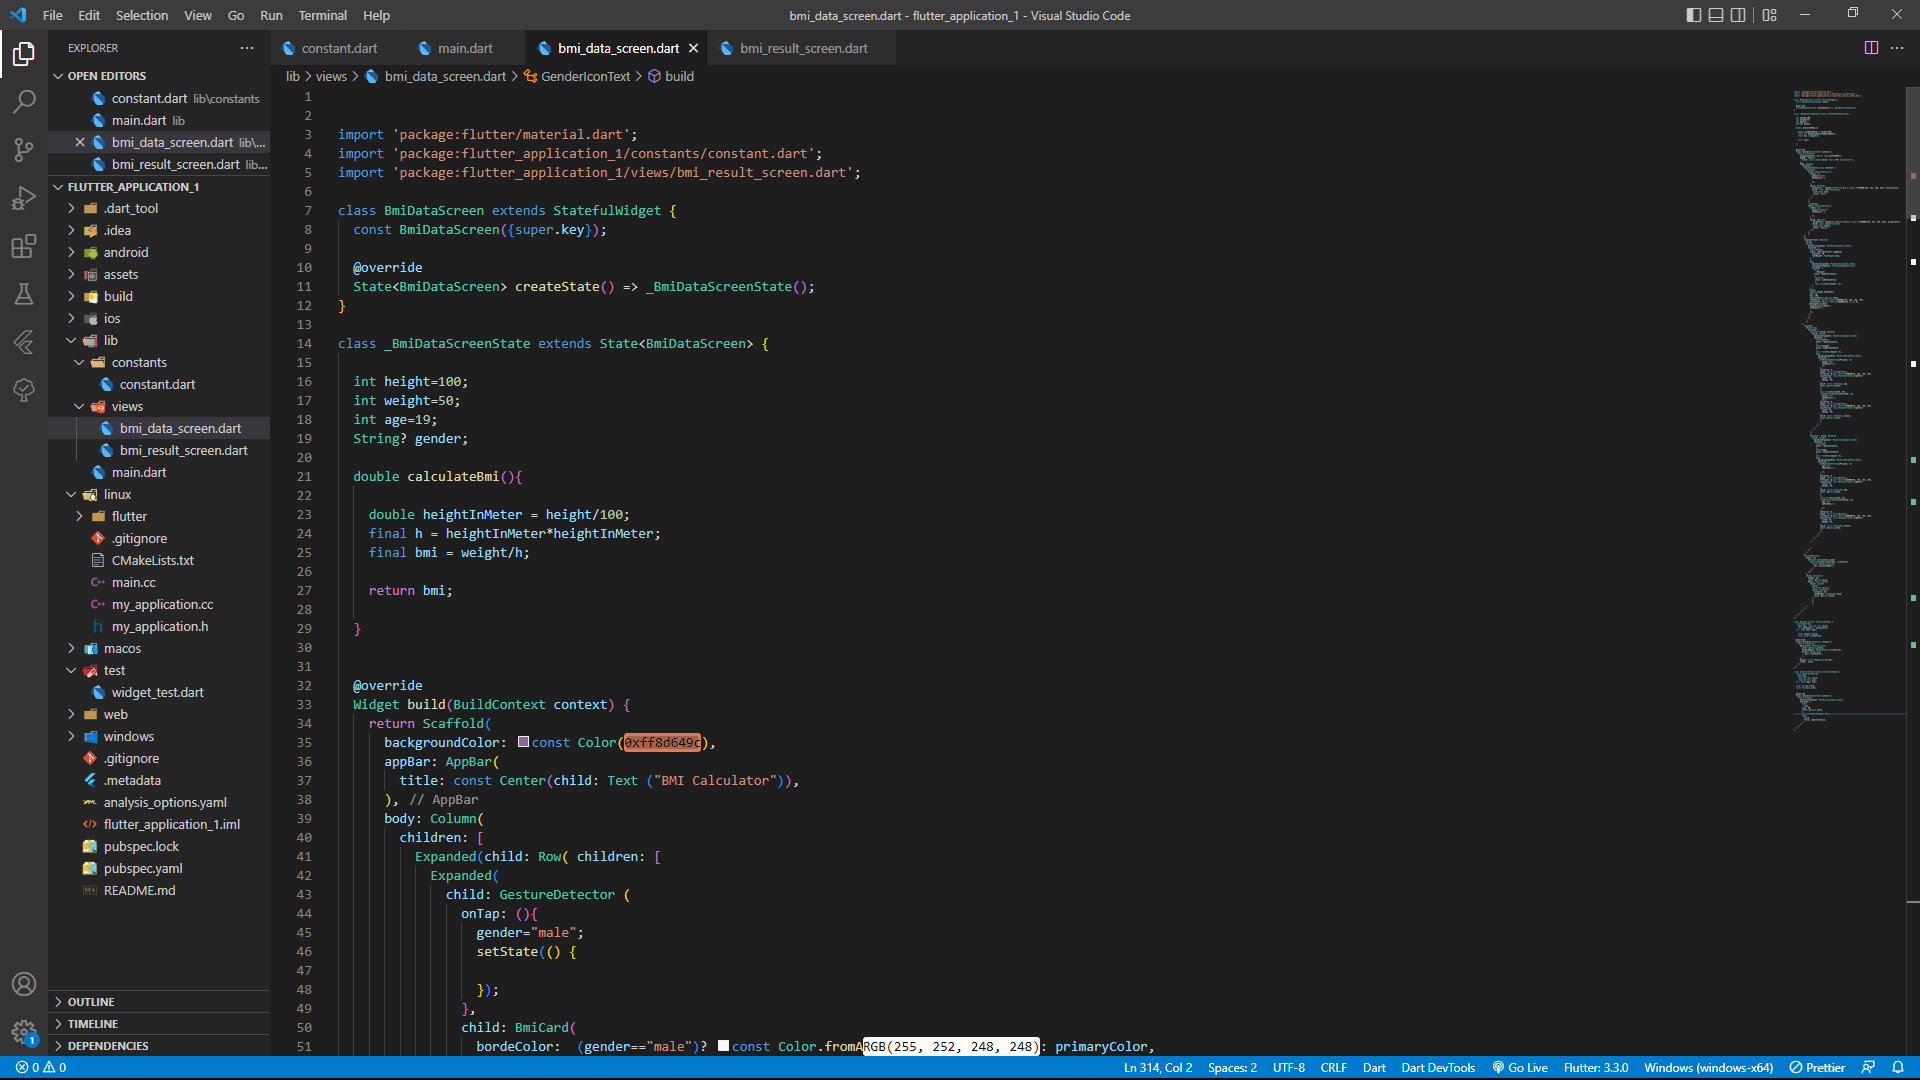 File Edit Selection View Go Run Terminal Help
bmi_data_screen.dart - flutter_application_1 - Visual Studio Code
EXPLORER
constant.dart main.dart bmi_data_screen.dart bmi_result_screen.dart
lib > views > bmi_data_screen.dart > GenderIconText > build
OPEN EDITORS
constant.dart lib\constants
main.dart lib
bmi_data_screen.dart lib\...
bmi_result_screen.dart lib...
FLUTTER_APPLICATION_1
.dart_tool
.idea
android
assets
build
ios
lib
constants
constant.dart
views
bmi_data_screen.dart
bmi_result_screen.dart
main.dart
linux
flutter
.gitignore
CMakeLists.txt
C++ main.cc
C++ my_application.cc
h my_application.h
macos
test
widget_test.dart
web
windows
.gitignore
.metadata
analysis_options.yaml
flutter_application_1.iml
pubspec.lock
pubspec.yaml
README.md
OUTLINE
TIMELINE
DEPENDENCIES
1
2
3 import 'package:flutter/material.dart';
4 import 'package:flutter_application_1/constants/constant.dart';
5 import 'package:flutter_application_1/views/bmi_result_screen.dart';
6
7 class BmiDataScreen extends StatefulWidget {
8 const BmiDataScreen({super.key});
9
10 @override
11 State<BmiDataScreen> createState() => _BmiDataScreenState();
12 }
13
14 class _BmiDataScreenState extends State<BmiDataScreen> {
15
16 int height=100;
17 int weight=50;
18 int age=19;
19 String? gender;
20
21 double calculateBmi(){
22
23 double heightInMeter = height/100;
24 final h = heightInMeter*heightInMeter;
25 final bmi = weight/h;
26
27 return bmi;
28
29 }
30
31
32 @override
33 Widget build(BuildContext context) {
34 return Scaffold(
35 backgroundColor: const Color(0xff8d649c),
36 appBar: AppBar(
37 title: const Center(child: Text ("BMI Calculator")),
38 ), // AppBar
39 body: Column(
40 children: [
41 Expanded(child: Row( children: [
42 Expanded(
43 child: GestureDetector (
44 onTap: (){
45 gender="male";
46 setState(() {
47
48 });
49 },
50 child: BmiCard(
51 bordeColor: (gender=="male")? const Color.fromARGB(255, 252, 248, 248): primaryColor,
1
0 0 Ln 314, Col 2 Spaces: 2 UTF-8 CRLF Dart Dart DevTools Go Live Flutter: 3.3.0 Windows (windows-x64) Prettier